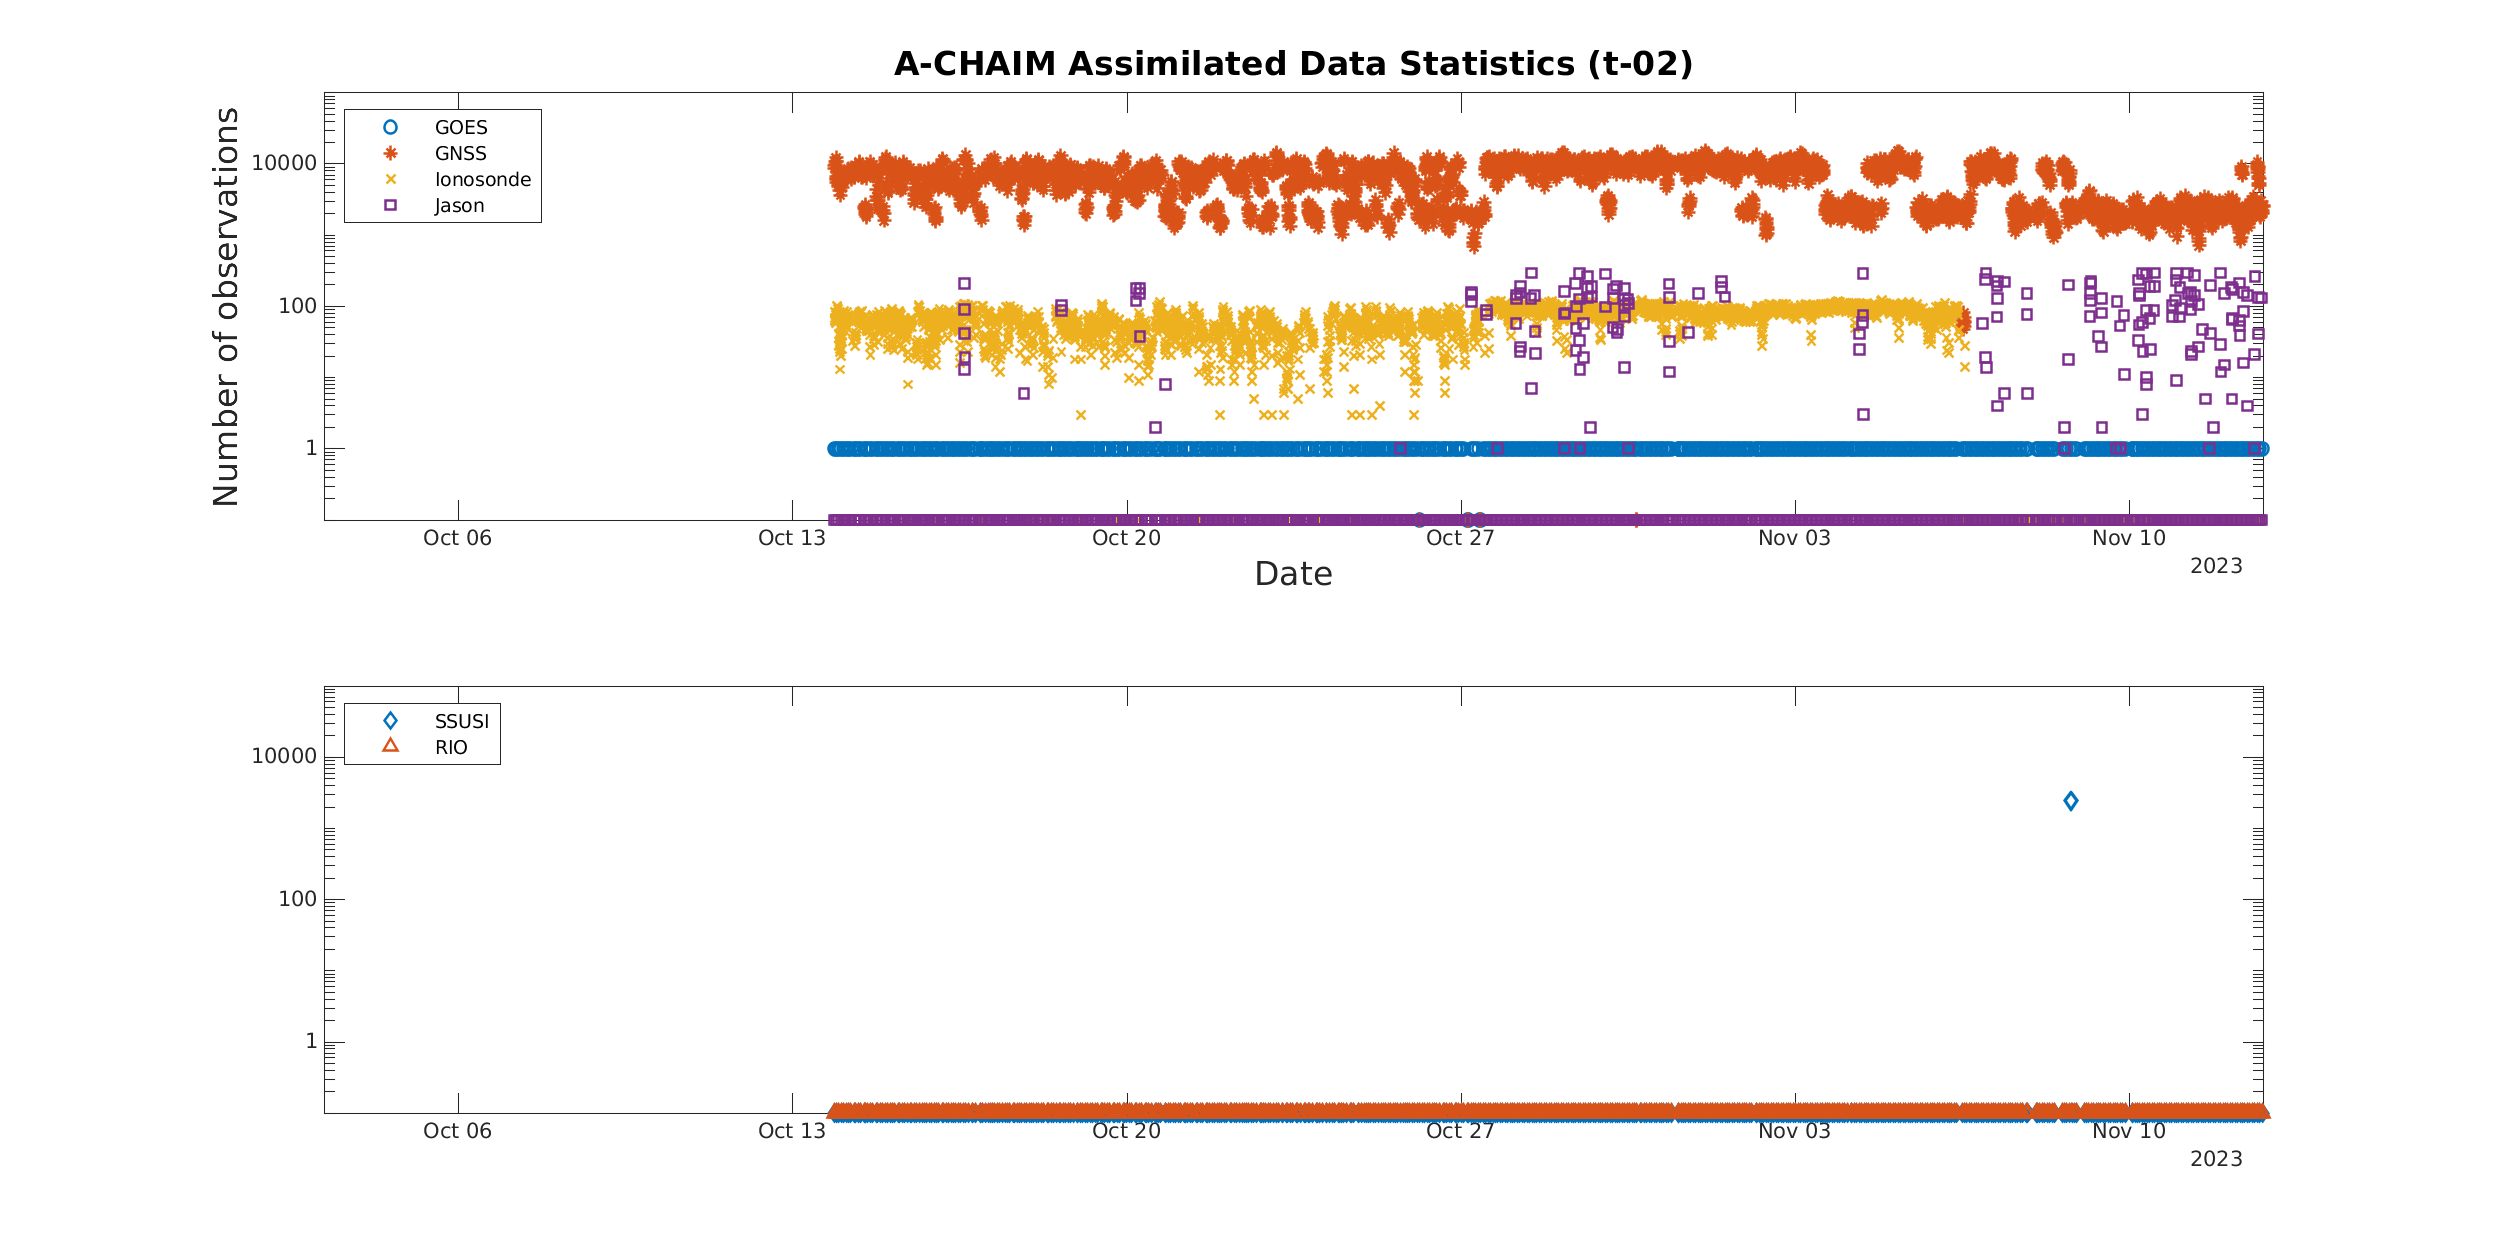 A-CHAIM Assimilated Data Statistics (t-02)
Number of observations
GOES
GNSS
Ionosonde
Jason
10000
100
1
Oct 06 Oct 13 Oct 20 Oct 27 Nov 03 Nov 10
2023
Date
SSUSI
RIO
10000
100
1
Oct 06 Oct 13 Oct 20 Oct 27 Nov 03 Nov 10
2023